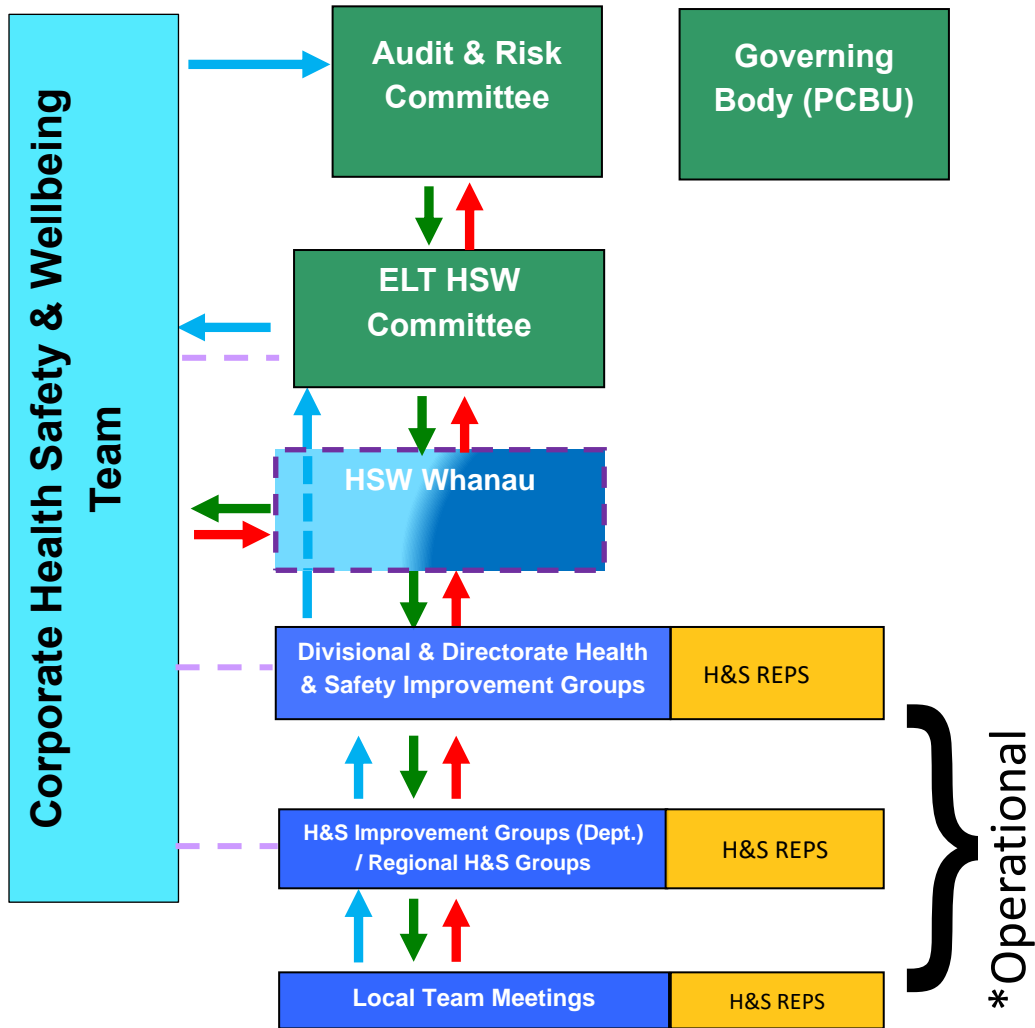 Corporate Health Safety & Wellbeing
Team
Audit & Risk
Committee
Governing
Body (PCBU)
ELT HSW
Committee
HSW Whanau
Divisional & Directorate Health
& Safety Improvement Groups
H&S REPS
H&S Improvement Groups (Dept.)
/ Regional H&S Groups
H&S REPS
Local Team Meetings
H&S REPS
*Operational